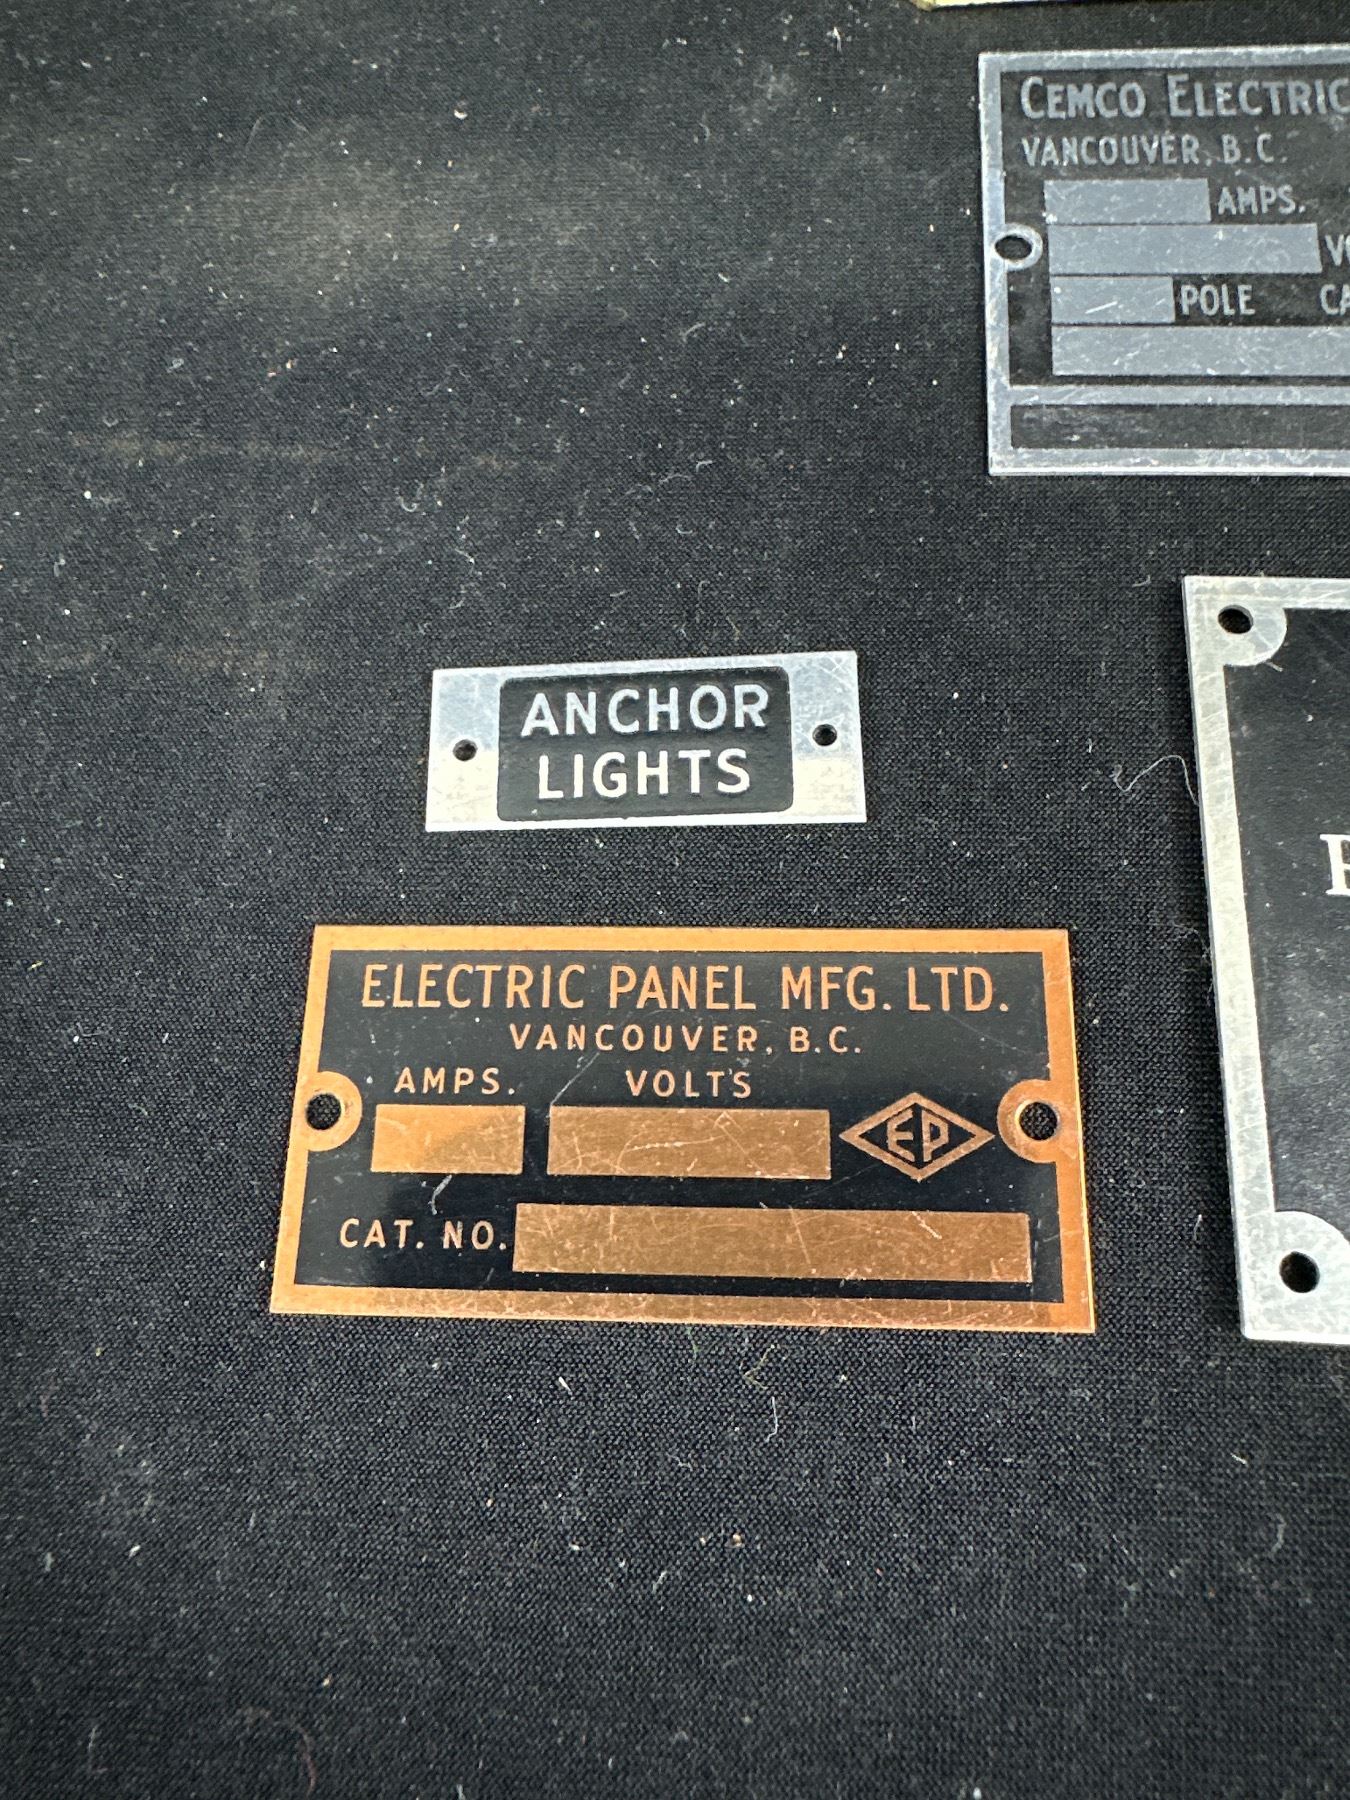 CEMCO ELECTRIC
VANCOUVER, B.C.
AMPS.
POLE
ANCHOR
LIGHTS
ELECTRIC PANEL MFG. LTD.
VANCOUVER, B.C.
AMPS. VOLTS
EP
CAT. NO.